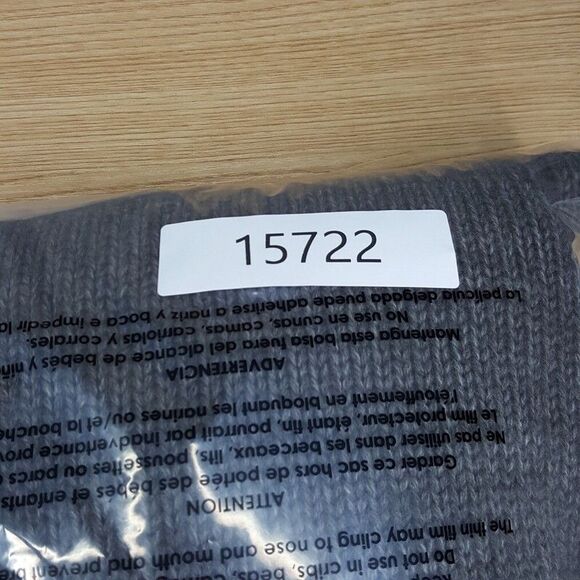 15722
Do not use in cribs, beds,
The thin film may cling to nose and mouth and prevent bre
ATTENTION
Garder ce sac hors de portée des bébés et enfants
Ne pas utiliser dans les berceaux, lits, poussettes ou parcs
Le film protecteur, étant fin, pourrait par inadvertance prov
l'étouffement en bloquant les narines ou/et la bouche
ADVERTENCIA
Mantenga esta bolsa fuera del alcance de bebés y niñ
No use en cunas, camas, carriolas y corrales.
La película delgada puede adherirse a nariz y boca e impedir la